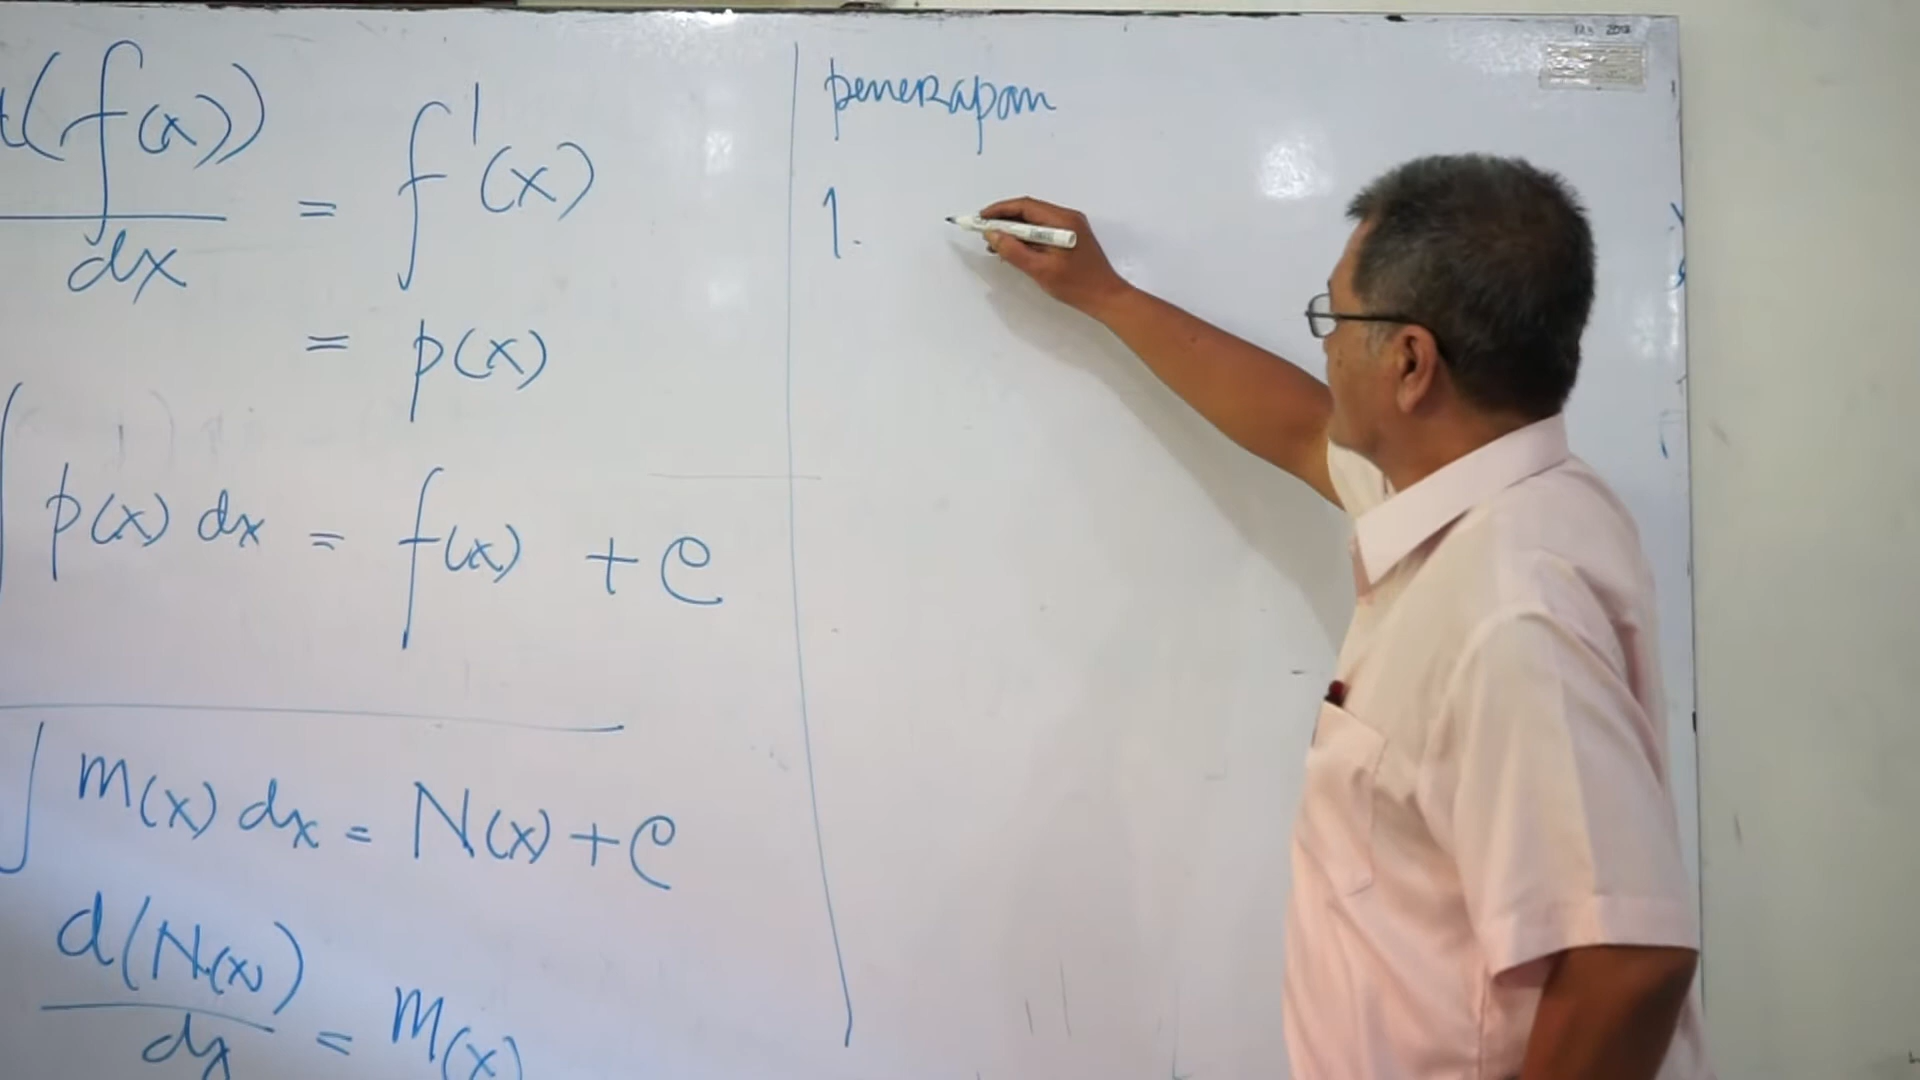 d(f(x))
dx
= f'(x)
= p(x)
∫ p(x) dx = f(x) + C
∫ m(x) dx = N(x) + C
d(N(x))
dx
= m(x)
penerapan
1.